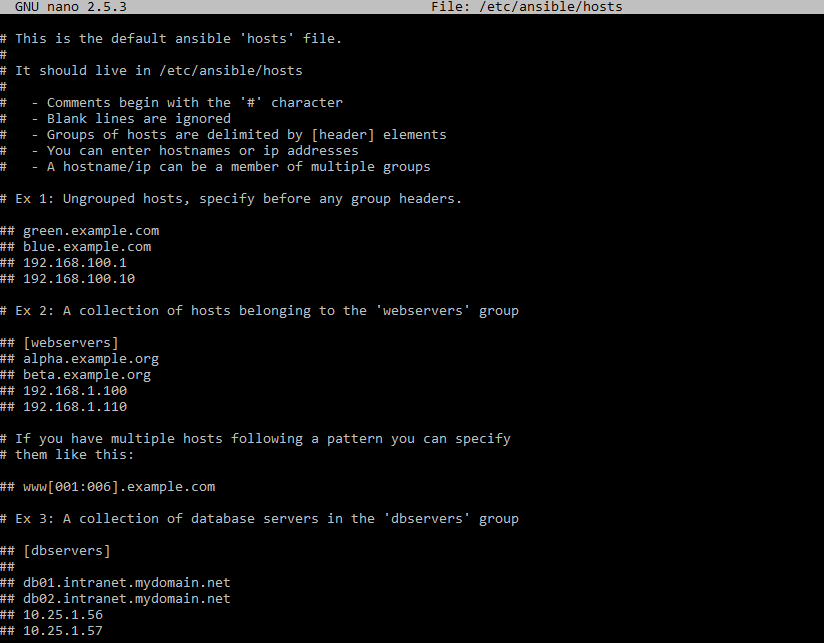 GNU nano 2.5.3 File: /etc/ansible/hosts
# This is the default ansible 'hosts' file.
#
# It should live in /etc/ansible/hosts
#
#   - Comments begin with the '#' character
#   - Blank lines are ignored
#   - Groups of hosts are delimited by [header] elements
#   - You can enter hostnames or ip addresses
#   - A hostname/ip can be a member of multiple groups
# Ex 1: Ungrouped hosts, specify before any group headers.
## green.example.com
## blue.example.com
## 192.168.100.1
## 192.168.100.10
# Ex 2: A collection of hosts belonging to the 'webservers' group
## [webservers]
## alpha.example.org
## beta.example.org
## 192.168.1.100
## 192.168.1.110
# If you have multiple hosts following a pattern you can specify
# them like this:
## www[001:006].example.com
# Ex 3: A collection of database servers in the 'dbservers' group
## [dbservers]
##
## db01.intranet.mydomain.net
## db02.intranet.mydomain.net
## 10.25.1.56
## 10.25.1.57